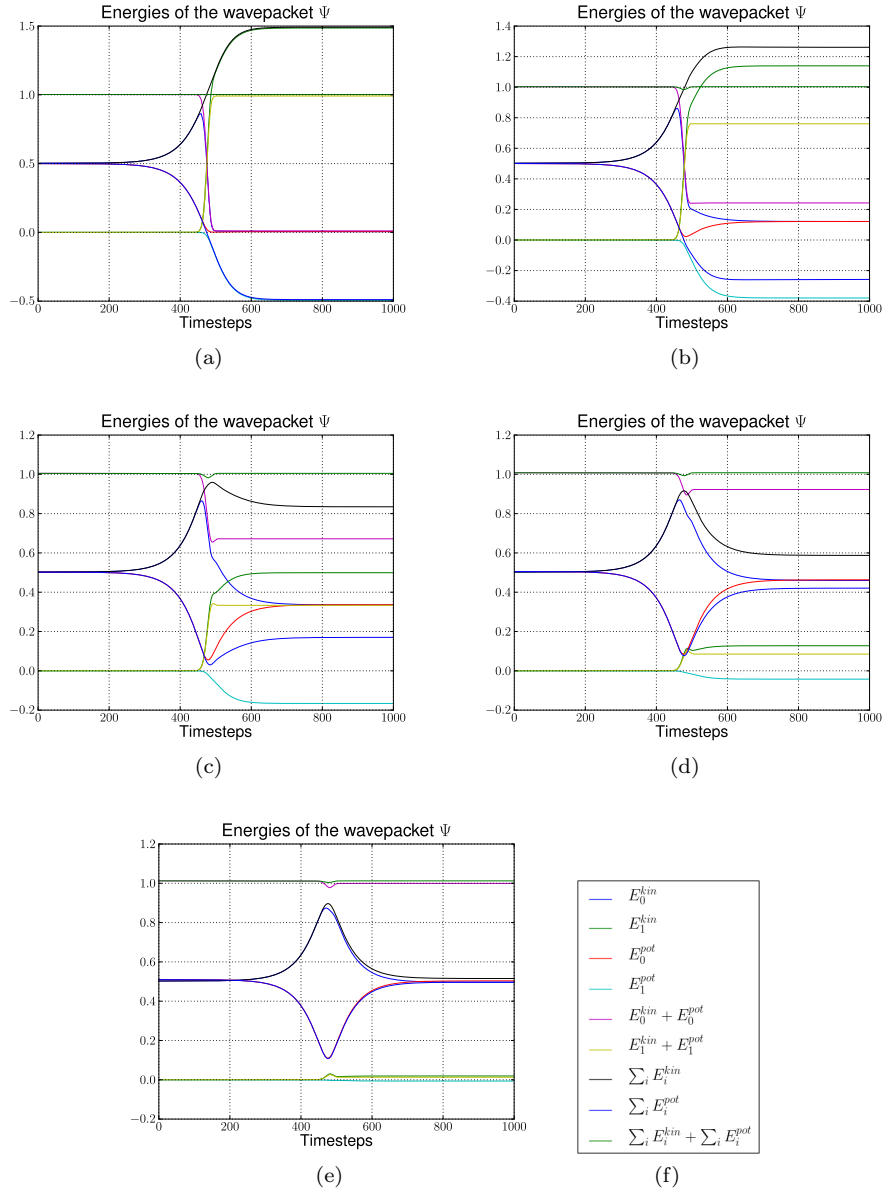 Energies of the wavepacket Ψ
1.5
1.0
0.5
0.0
−0.5
0 200 400 600 800 1000
Timesteps
(a)
Energies of the wavepacket Ψ
1.4
1.2
1.0
0.8
0.6
0.4
0.2
0.0
−0.2
−0.4
0 200 400 600 800 1000
Timesteps
(b)
Energies of the wavepacket Ψ
1.2
1.0
0.8
0.6
0.4
0.2
0.0
−0.2
0 200 400 600 800 1000
Timesteps
(c)
Energies of the wavepacket Ψ
1.2
1.0
0.8
0.6
0.4
0.2
0.0
−0.2
0 200 400 600 800 1000
Timesteps
(d)
Energies of the wavepacket Ψ
1.2
1.0
0.8
0.6
0.4
0.2
0.0
−0.2
0 200 400 600 800 1000
Timesteps
(e)
E_0^{kin}
E_1^{kin}
E_0^{pot}
E_1^{pot}
E_0^{kin} + E_0^{pot}
E_1^{kin} + E_1^{pot}
∑_i E_i^{kin}
∑_i E_i^{pot}
∑_i E_i^{kin} + ∑_i E_i^{pot}
(f)